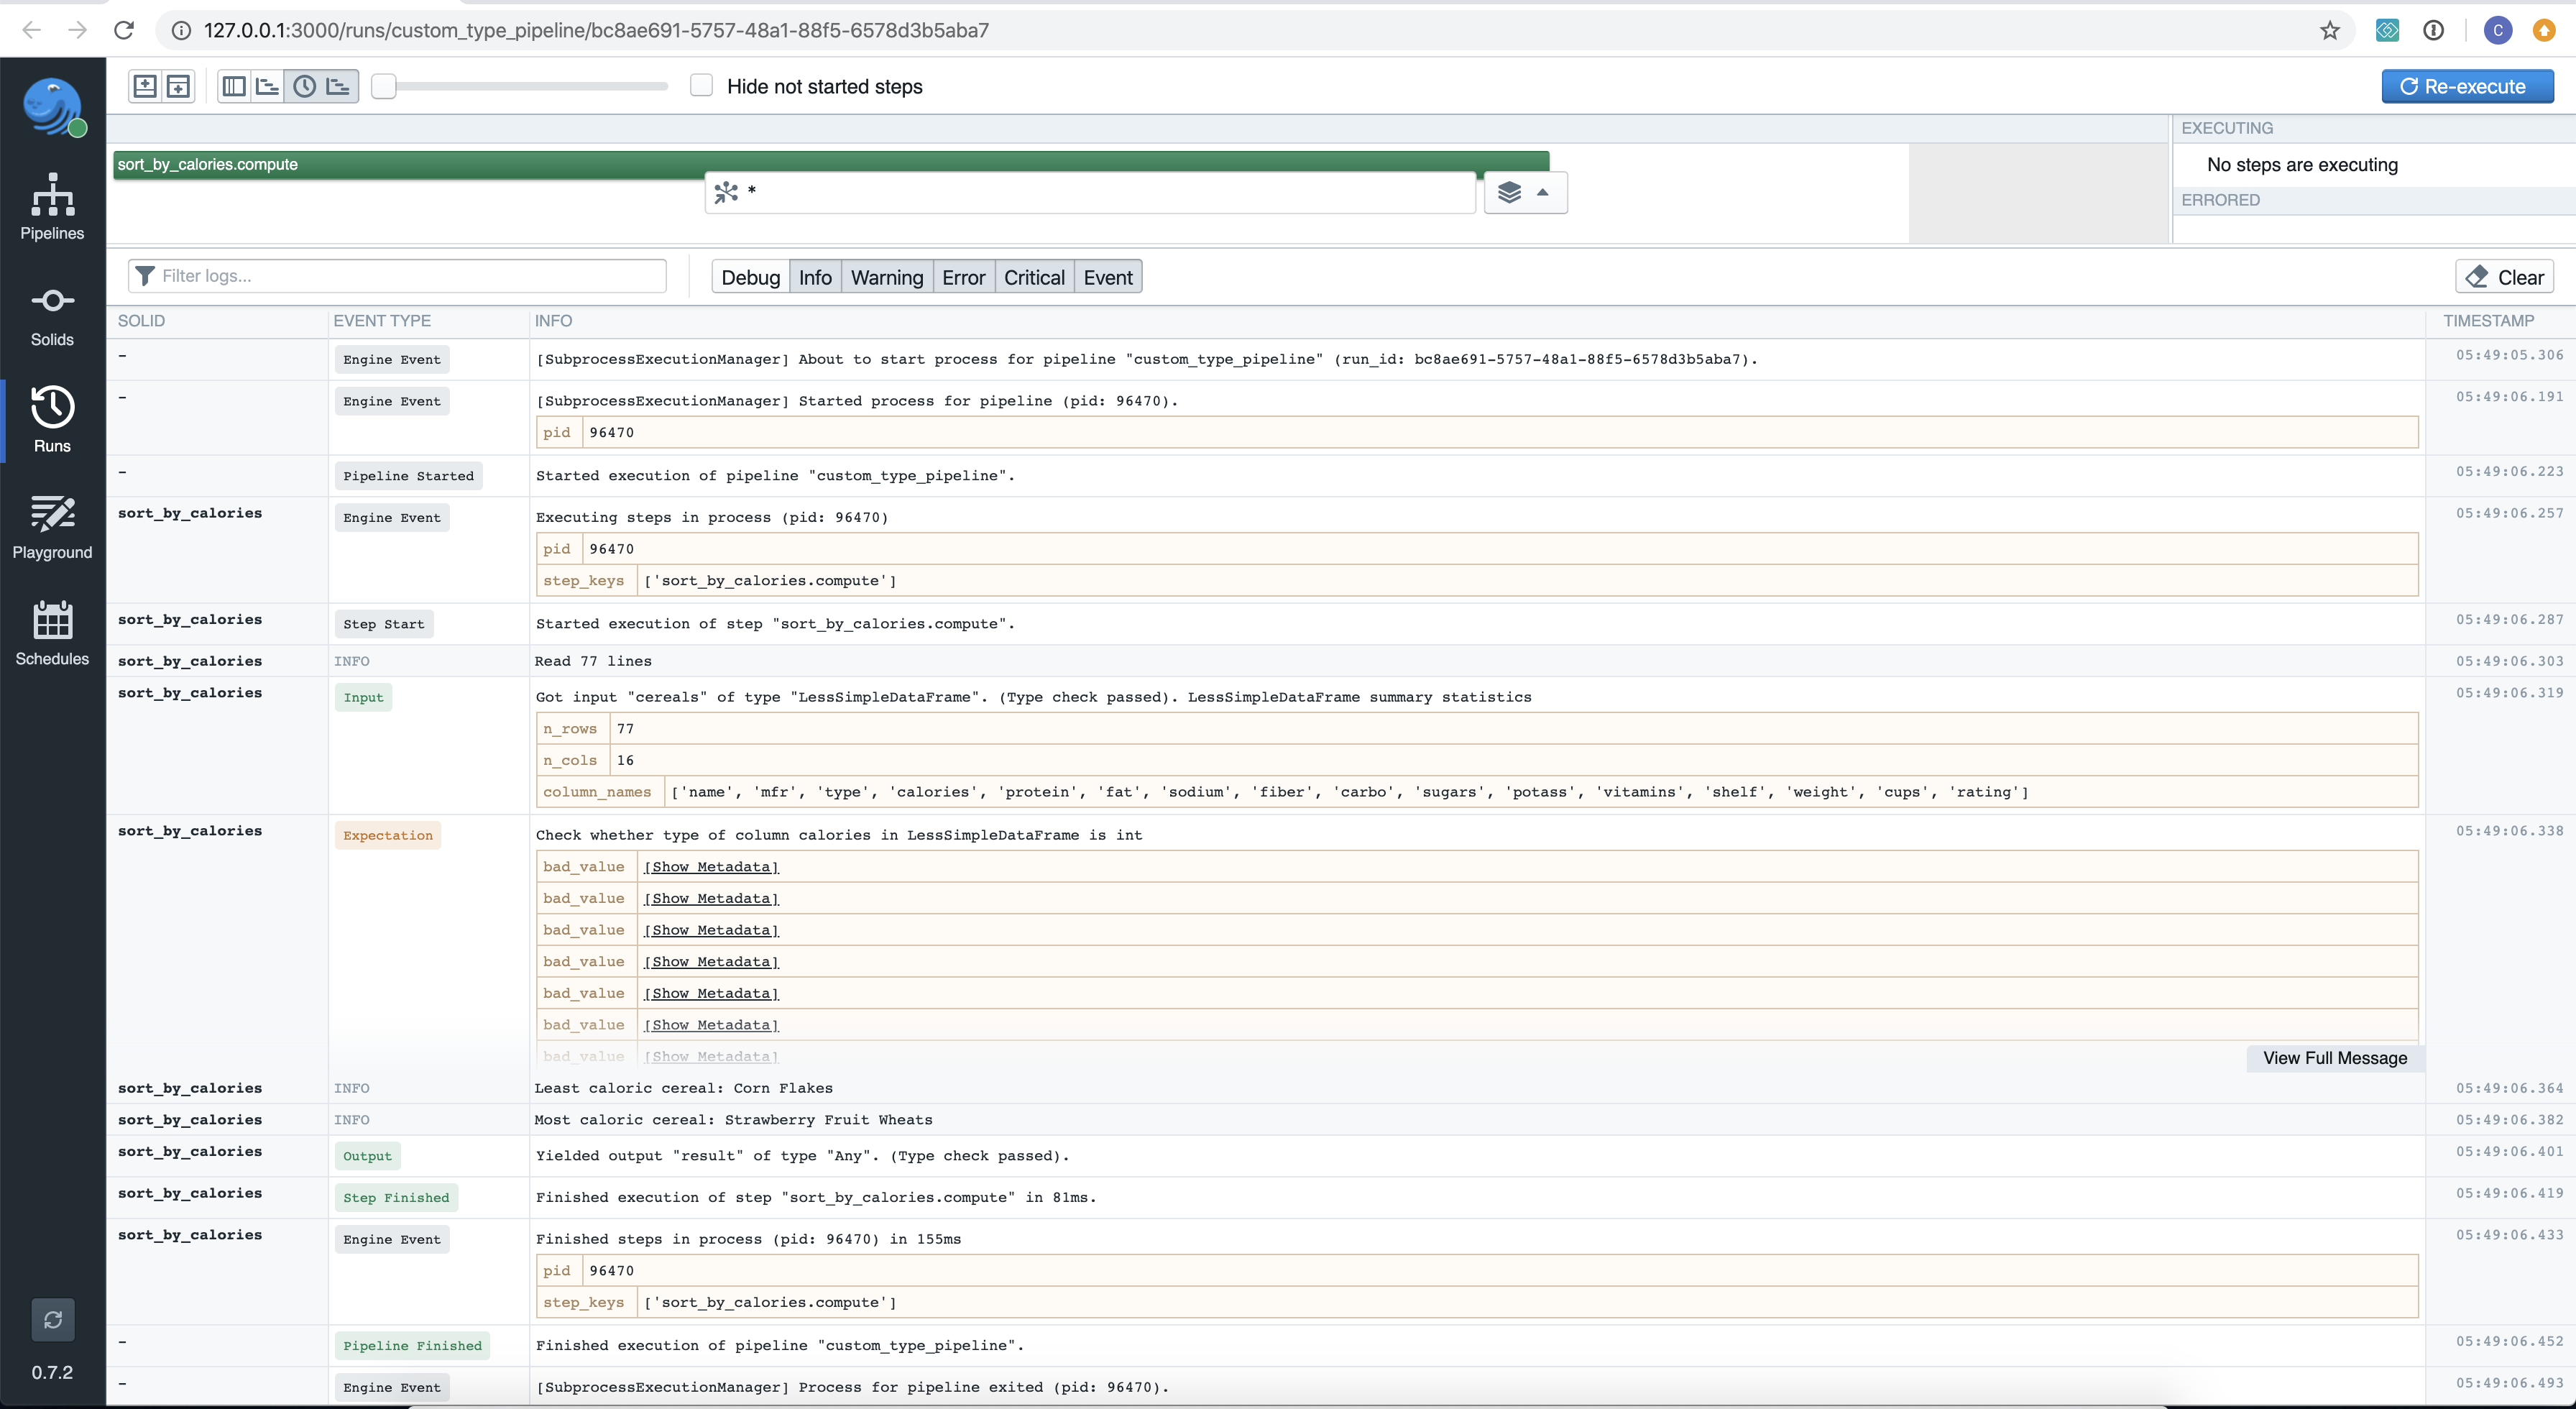 127.0.0.1:3000/runs/custom_type_pipeline/bc8ae691-5757-48a1-88f5-6578d3b5aba7
C
Hide not started steps
Re-execute
Pipelines
Solids
Runs
Playground
Schedules
0.7.2
sort_by_calories.compute
*
EXECUTING
No steps are executing
ERRORED
Filter logs...
Debug Info Warning Error Critical Event
Clear
SOLID EVENT TYPE INFO TIMESTAMP
- Engine Event [SubprocessExecutionManager] About to start process for pipeline "custom_type_pipeline" (run_id: bc8ae691-5757-48a1-88f5-6578d3b5aba7). 05:49:05.306
- Engine Event [SubprocessExecutionManager] Started process for pipeline (pid: 96470). 05:49:06.191
pid 96470
- Pipeline Started Started execution of pipeline "custom_type_pipeline". 05:49:06.223
sort_by_calories Engine Event Executing steps in process (pid: 96470) 05:49:06.257
pid 96470
step_keys ['sort_by_calories.compute']
sort_by_calories Step Start Started execution of step "sort_by_calories.compute". 05:49:06.287
sort_by_calories INFO Read 77 lines 05:49:06.303
sort_by_calories Input Got input "cereals" of type "LessSimpleDataFrame". (Type check passed). LessSimpleDataFrame summary statistics 05:49:06.319
n_rows 77
n_cols 16
column_names ['name', 'mfr', 'type', 'calories', 'protein', 'fat', 'sodium', 'fiber', 'carbo', 'sugars', 'potass', 'vitamins', 'shelf', 'weight', 'cups', 'rating']
sort_by_calories Expectation Check whether type of column calories in LessSimpleDataFrame is int 05:49:06.338
bad_value [Show Metadata]
bad_value [Show Metadata]
bad_value [Show Metadata]
bad_value [Show Metadata]
bad_value [Show Metadata]
bad_value [Show Metadata]
bad_value [Show Metadata]
View Full Message
sort_by_calories INFO Least caloric cereal: Corn Flakes 05:49:06.364
sort_by_calories INFO Most caloric cereal: Strawberry Fruit Wheats 05:49:06.382
sort_by_calories Output Yielded output "result" of type "Any". (Type check passed). 05:49:06.401
sort_by_calories Step Finished Finished execution of step "sort_by_calories.compute" in 81ms. 05:49:06.419
sort_by_calories Engine Event Finished steps in process (pid: 96470) in 155ms 05:49:06.433
pid 96470
step_keys ['sort_by_calories.compute']
- Pipeline Finished Finished execution of pipeline "custom_type_pipeline". 05:49:06.452
- Engine Event [SubprocessExecutionManager] Process for pipeline exited (pid: 96470). 05:49:06.493